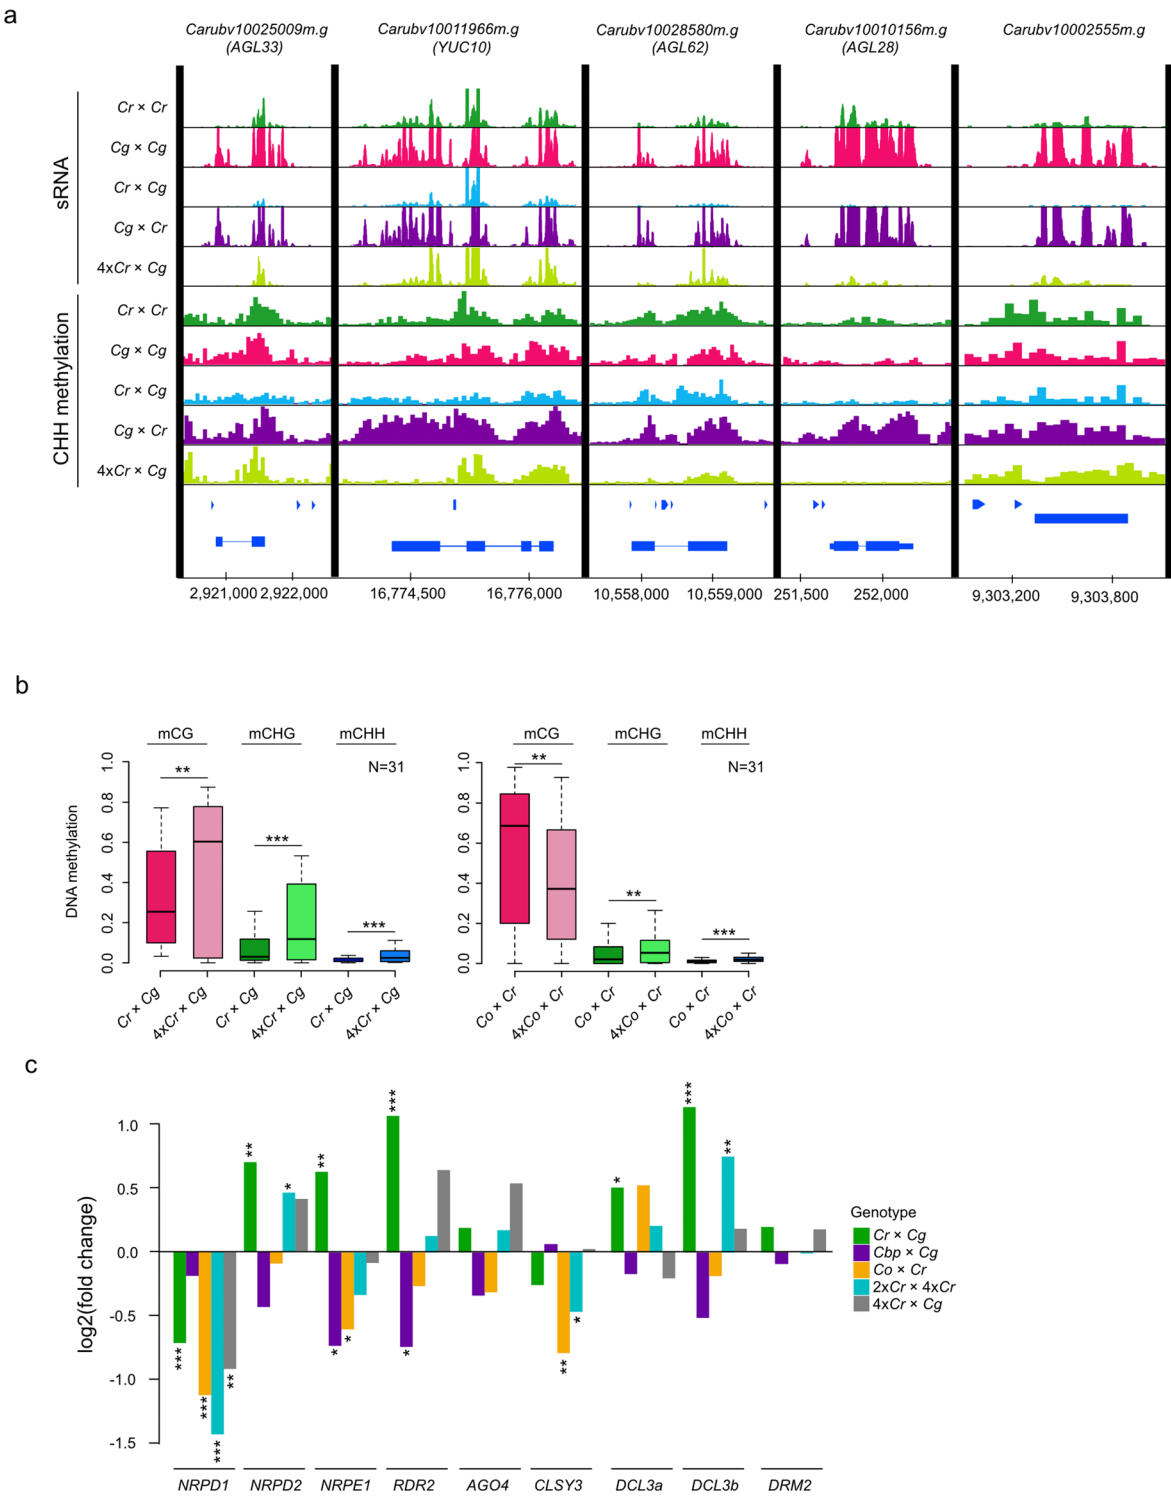 a
Carubv10025009m.g
(AGL33)
Carubv10011966m.g
(YUC10)
Carubv10028580m.g
(AGL62)
Carubv10010156m.g
(AGL28)
Carubv10002555m.g
sRNA
Cr × Cr
Cg × Cg
Cr × Cg
Cg × Cr
4xCr × Cg
CHH methylation
Cr × Cr
Cg × Cg
Cr × Cg
Cg × Cr
4xCr × Cg
2,921,000 2,922,000
16,774,500 16,776,000
10,558,000 10,559,000
251,500 252,000
9,303,200 9,303,800
b
mCG mCHG mCHH
N=31
DNA methylation
1.0
0.8
0.6
0.4
0.2
0.0
**
***
***
Cr × Cg
4xCr × Cg
Cr × Cg
4xCr × Cg
Cr × Cg
4xCr × Cg
mCG mCHG mCHH
N=31
1.0
0.8
0.6
0.4
0.2
0.0
**
**
***
Co × Cr
4xCo × Cr
Co × Cr
4xCo × Cr
Co × Cr
4xCo × Cr
c
log2(fold change)
1.0
0.5
0.0
-0.5
-1.0
-1.5
***
***
***
**
**
*
**
*
*
***
*
**
*
*
***
**
Genotype
Cr × Cg
Cbp × Cg
Co × Cr
2xCr × 4xCr
4xCr × Cg
NRPD1 NRPD2 NRPE1 RDR2 AGO4 CLSY3 DCL3a DCL3b DRM2